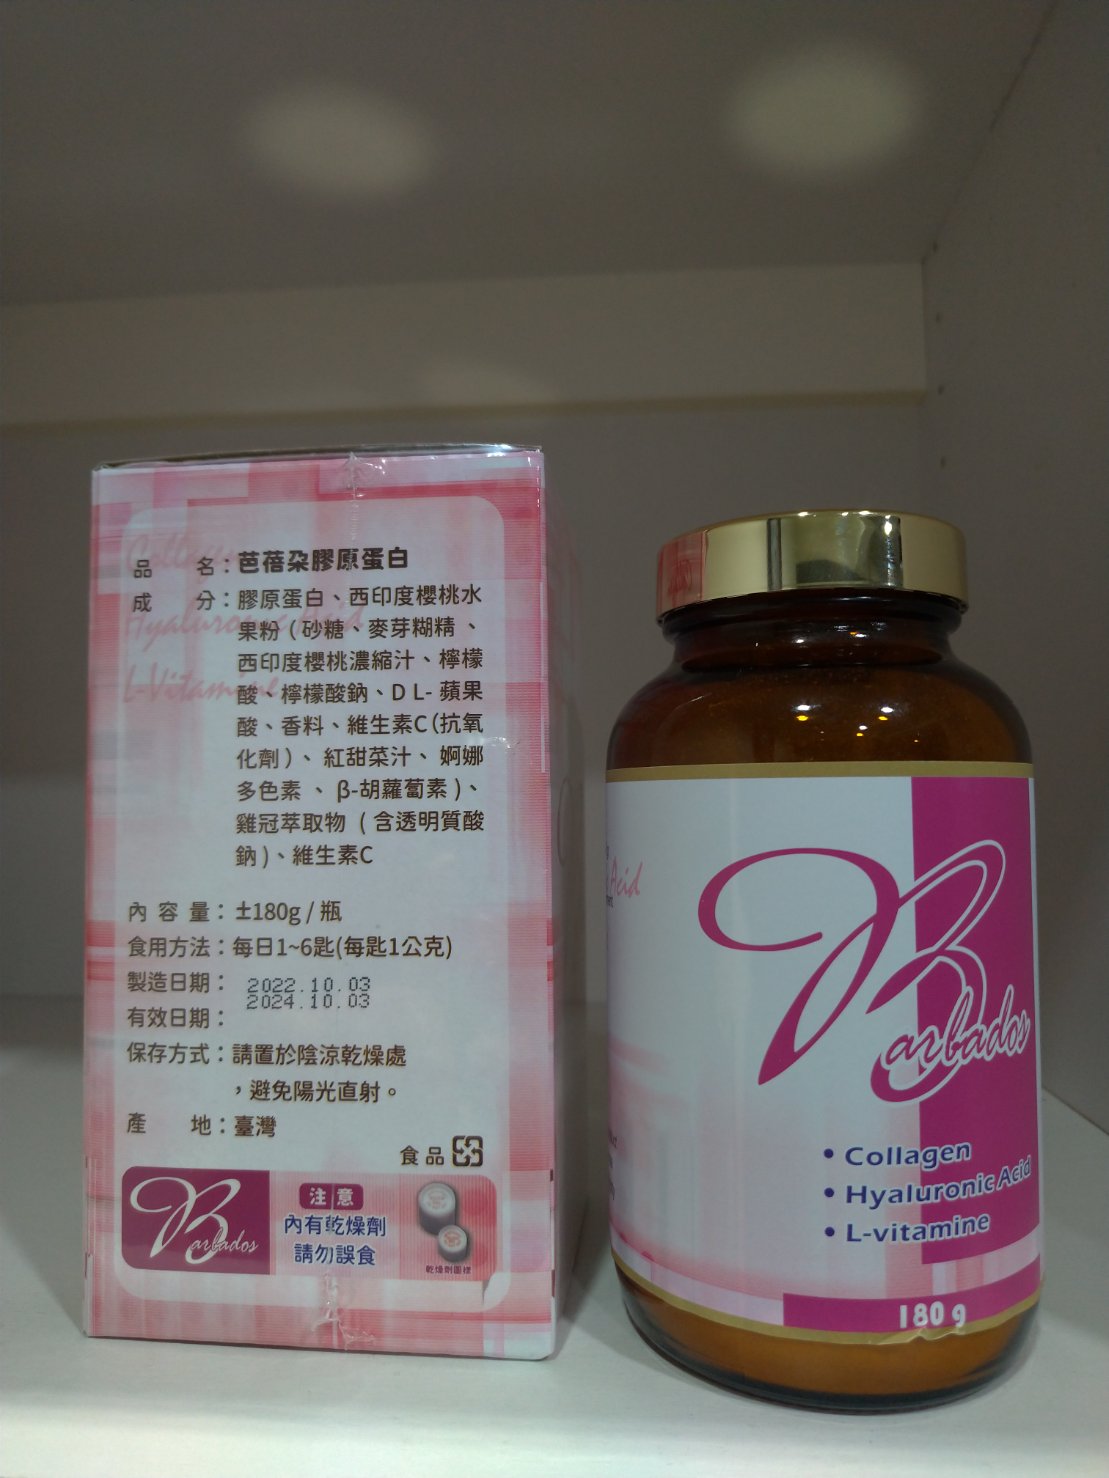 品 名：芭蓓朶膠原蛋白
成 分：膠原蛋白、西印度櫻桃水
果粉（砂糖、麥芽糊精、
西印度櫻桃濃縮汁、檸檬
酸、檸檬酸鈉、DL-蘋果
酸、香料、維生素C(抗氧
化劑)、紅甜菜汁、婀娜
多色素、β-胡蘿蔔素)、
雞冠萃取物（含透明質酸
鈉)、維生素C
內 容 量：±180g / 瓶
食用方法：每日1~6匙(每匙1公克)
製造日期： 2022.10.03
2024.10.03
有效日期：
保存方式：請置於陰涼乾燥處
，避免陽光直射。
產 地：臺灣
食品
Barbados
注意
內有乾燥劑
請勿誤食
乾燥劑圖樣
Collagen
Hyaluronic Acid
L-Vitamine
Acid
Barbados
• Collagen
• Hyaluronic Acid
• L-vitamine
180 g